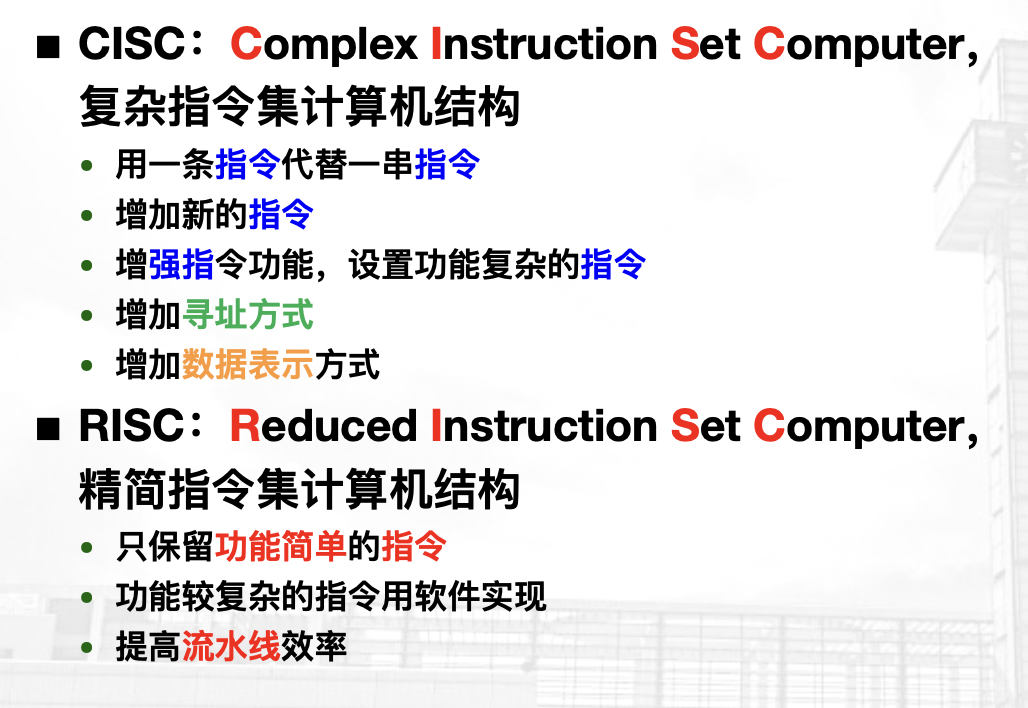 ■ CISC：Complex Instruction Set Computer,
复杂指令集计算机结构
• 用一条指令代替一串指令
• 增加新的指令
• 增强指令功能，设置功能复杂的指令
• 增加寻址方式
• 增加数据表示方式
■ RISC：Reduced Instruction Set Computer,
精简指令集计算机结构
• 只保留功能简单的指令
• 功能较复杂的指令用软件实现
• 提高流水线效率